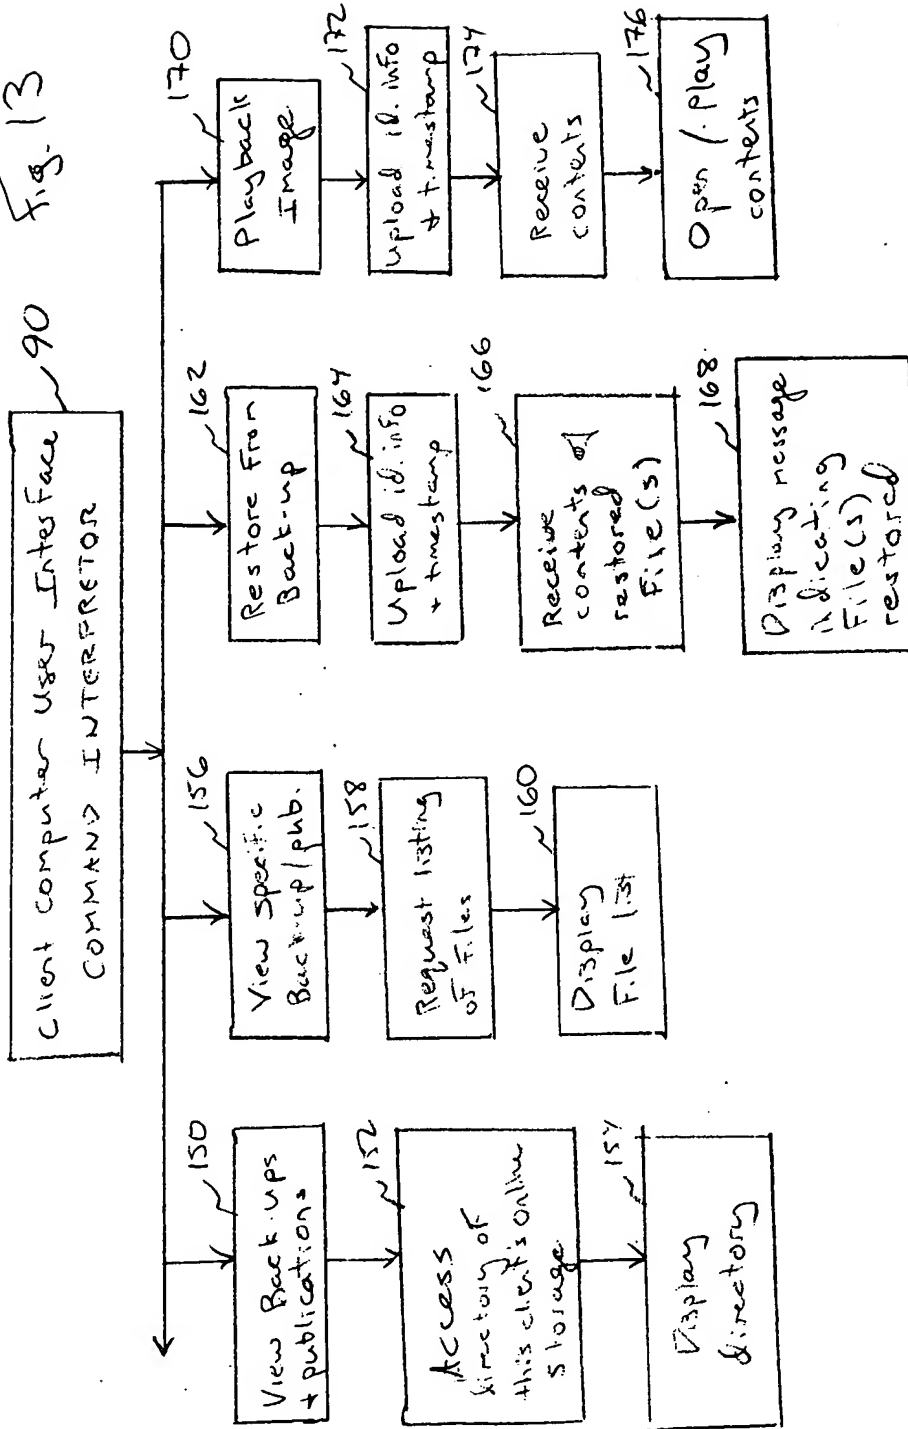 Fig. 13
Client Computer User Interface
COMMAND INTERPRETOR
90
150
View Back-ups
+ publications
152
Access
directory of
this client's online
storage
154
Display
directory
156
View Specific
Back-up/pub.
158
Request listing
of Files
160
Display
File list
162
Restore From
Back-up
164
Upload id. info
+ timestamp
166
Receive
contents of
restored
File(s)
168
Display message
indicating
File(s)
restored
170
Playback
Image
172
Upload id. info
+ timestamp
174
Receive
contents
176
Open / Play
contents